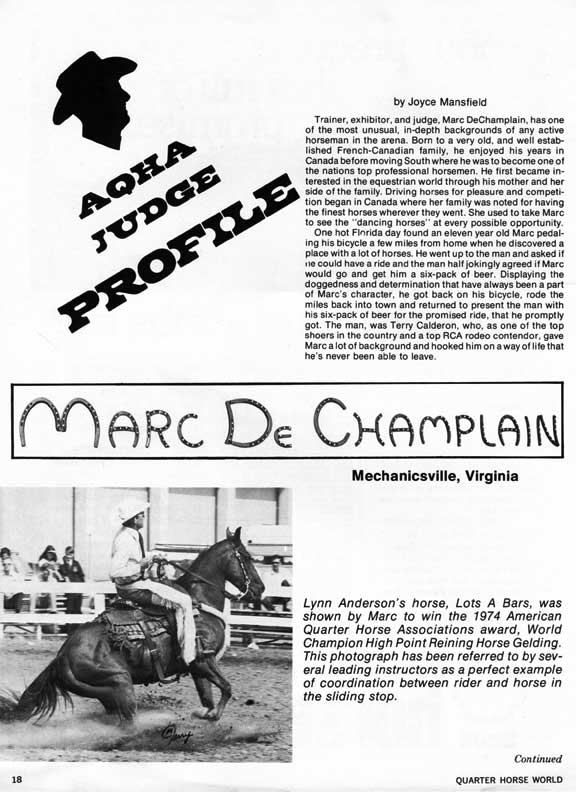 AQHA
JUDGE
PROFILE
by Joyce Mansfield
Trainer, exhibitor, and judge, Marc DeChamplain, has one
of the most unusual, in-depth backgrounds of any active
horseman in the arena. Born to a very old, and well estab-
lished French-Canadian family, he enjoyed his years in
Canada before moving South where he was to become one of
the nations top professional horsemen. He first became in-
terested in the equestrian world through his mother and her
side of the family. Driving horses for pleasure and competi-
tion began in Canada where her family was noted for having
the finest horses wherever they went. She used to take Marc
to see the "dancing horses" at every possible opportunity.
One hot Florida day found an eleven year old Marc pedal-
ing his bicycle a few miles from home when he discovered a
place with a lot of horses. He went up to the man and asked if
he could have a ride and the man half jokingly agreed if Marc
would go and get him a six-pack of beer. Displaying the
doggedness and determination that have always been a part
of Marc's character, he got back on his bicycle, rode the
miles back into town and returned to present the man with
his six-pack of beer for the promised ride, that he promptly
got. The man, was Terry Calderon, who, as one of the top
shoers in the country and a top RCA rodeo contendor, gave
Marc a lot of background and hooked him on a way of life that
he's never been able to leave.
MARC DE CHAMPLAIN
Mechanicsville, Virginia
Lynn Anderson's horse, Lots A Bars, was
shown by Marc to win the 1974 American
Quarter Horse Associations award, World
Champion High Point Reining Horse Gelding.
This photograph has been referred to by sev-
eral leading instructors as a perfect example
of coordination between rider and horse in
the sliding stop.
Continued
18
QUARTER HORSE WORLD